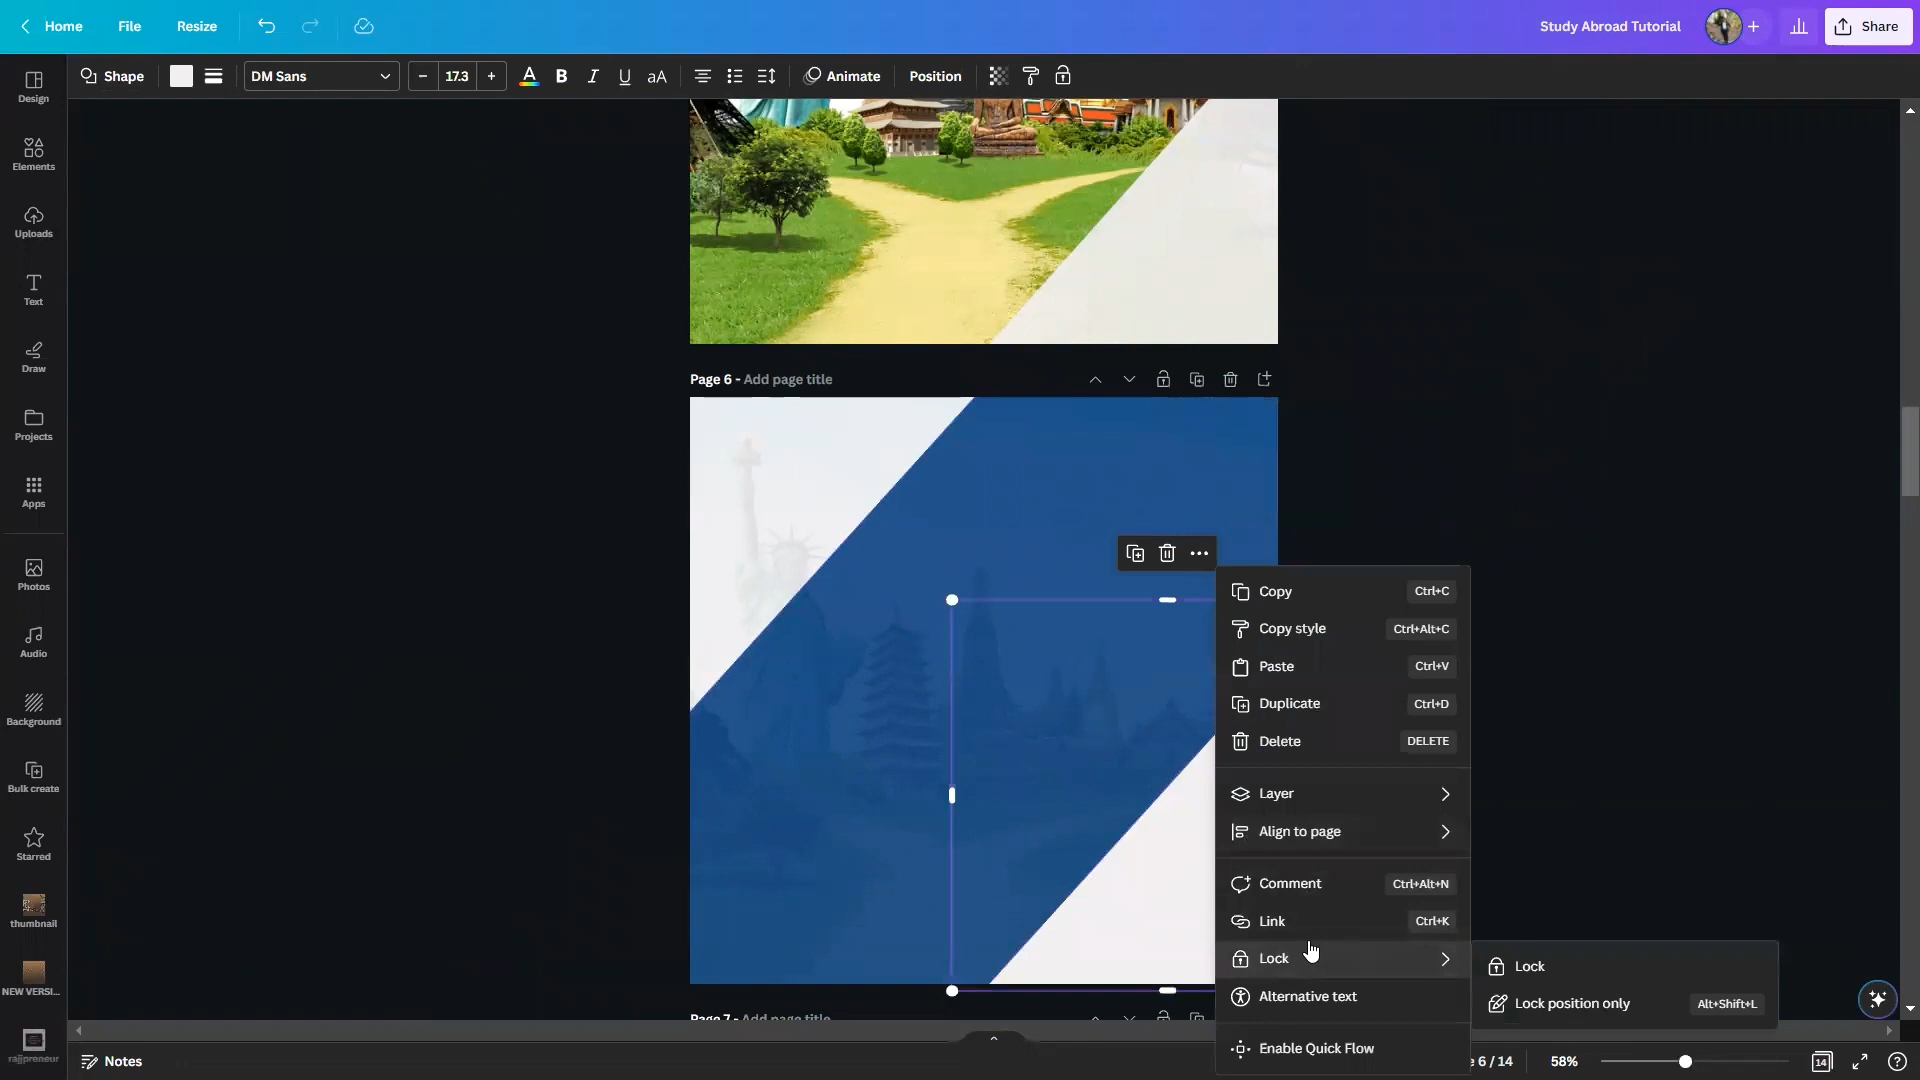 Home File Resize Study Abroad Tutorial Share
Shape DM Sans − 17.3 + A B I U aA Animate Position
Design
Elements
Uploads
Text
Draw
Projects
Apps
Photos
Audio
Background
Bulk create
Starred
thumbnail
NEW VERSI...
rajjpreneur
Page 6 - Add page title
Copy Ctrl+C
Copy style Ctrl+Alt+C
Paste Ctrl+V
Duplicate Ctrl+D
Delete DELETE
Layer
Align to page
Comment Ctrl+Alt+N
Link Ctrl+K
Lock
Lock
Lock position only Alt+Shift+L
Alternative text
Enable Quick Flow
Page 7 - Add page title
Notes
e 6 / 14 58% 14